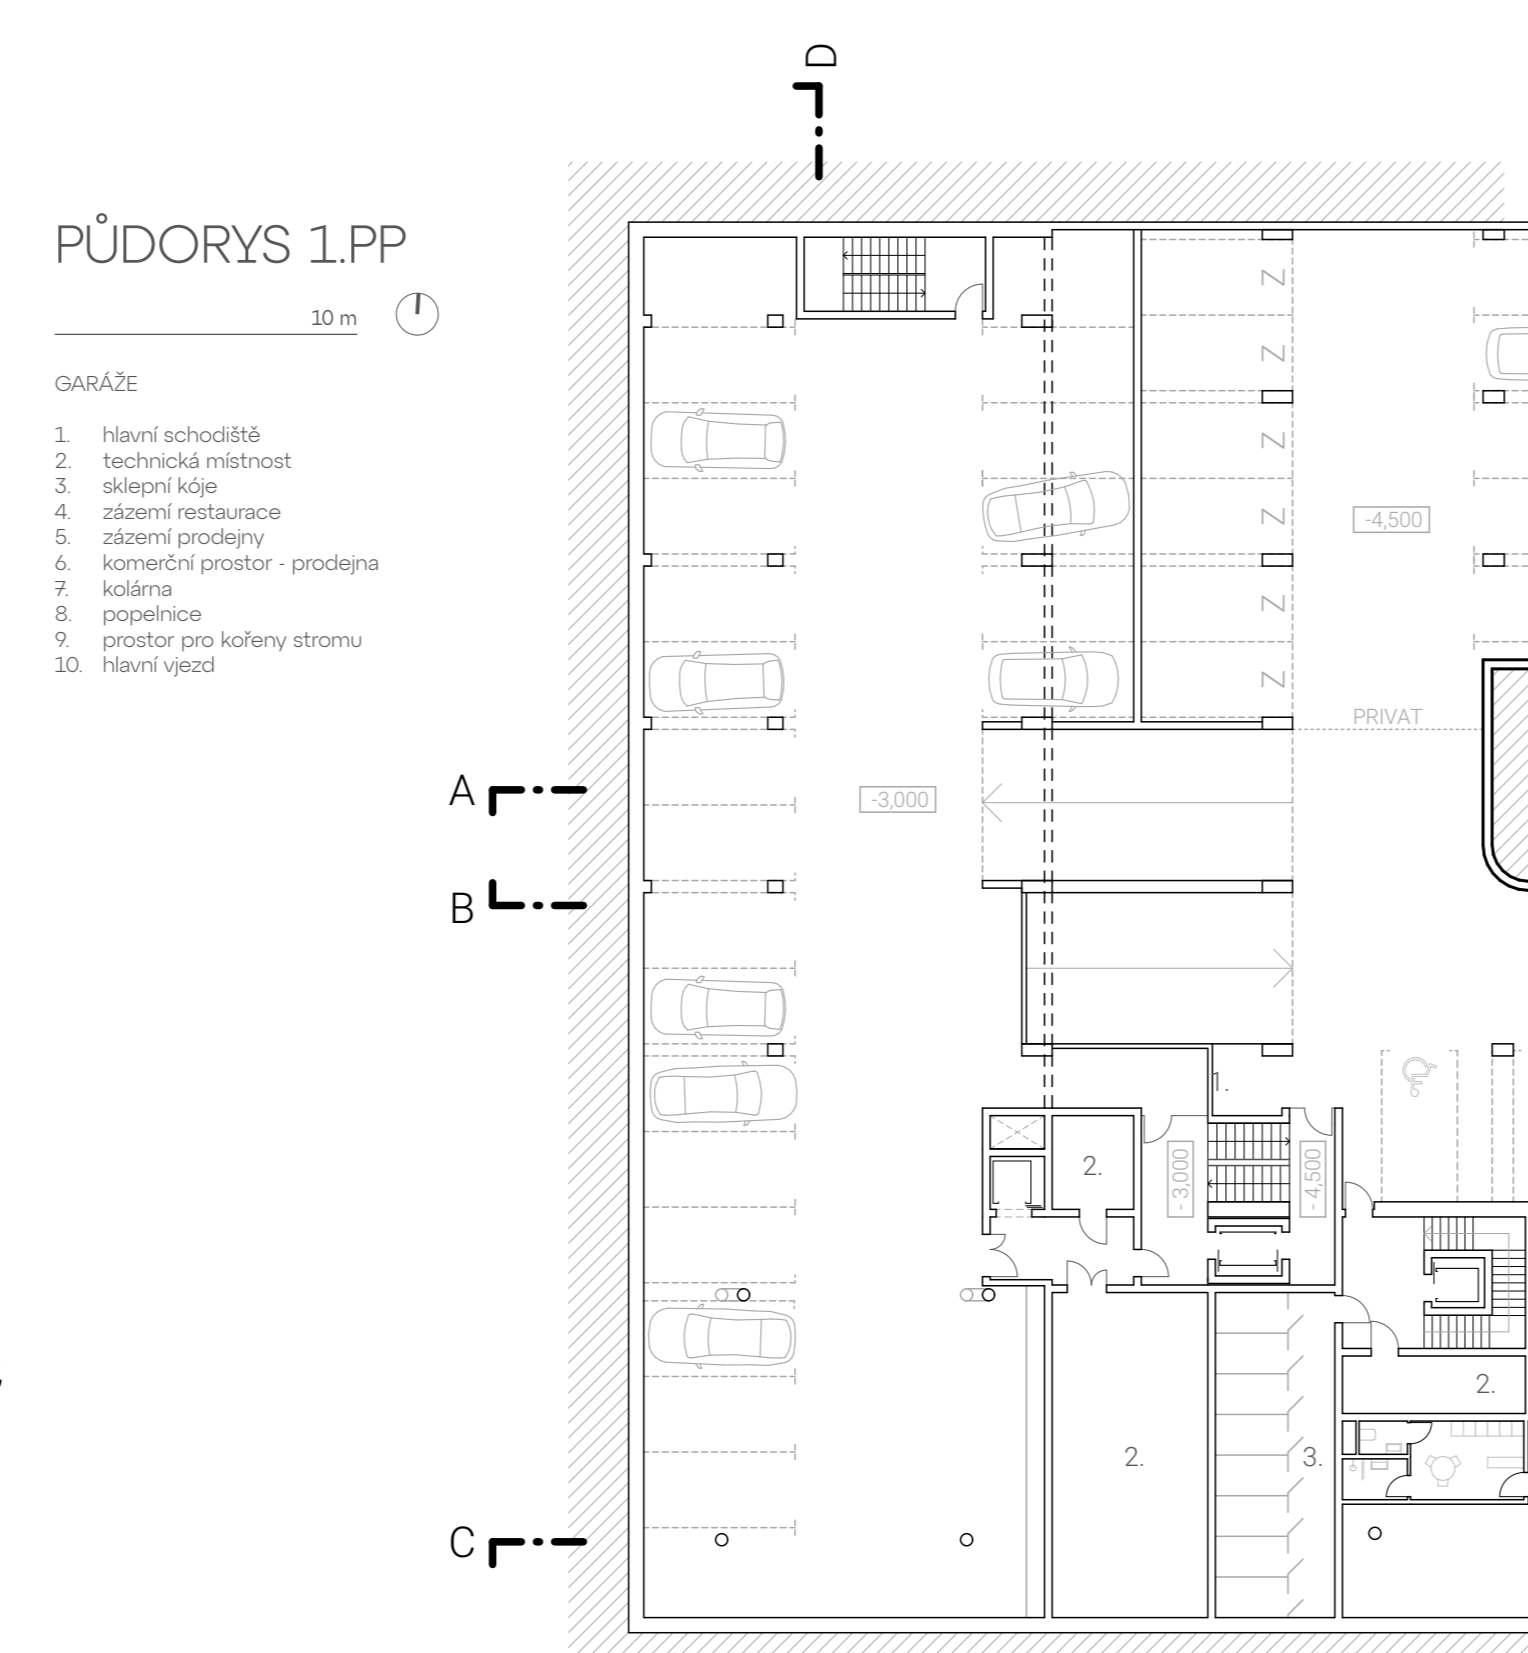 D
PŮDORYS 1.PP
10 m
GARÁŽE
1. hlavní schodiště
2. technická místnost
3. sklepní kóje
4. zázemí restaurace
5. zázemí prodejny
6. komerční prostor - prodejna
7. kolárna
8. popelnice
9. prostor pro kořeny stromu
10. hlavní vjezd
Z
Z
Z
Z
Z
Z
-4,500
PRIVAT
A
-3,000
B
1.
2.
- 3,000
- 4,500
2.
2.
3.
C